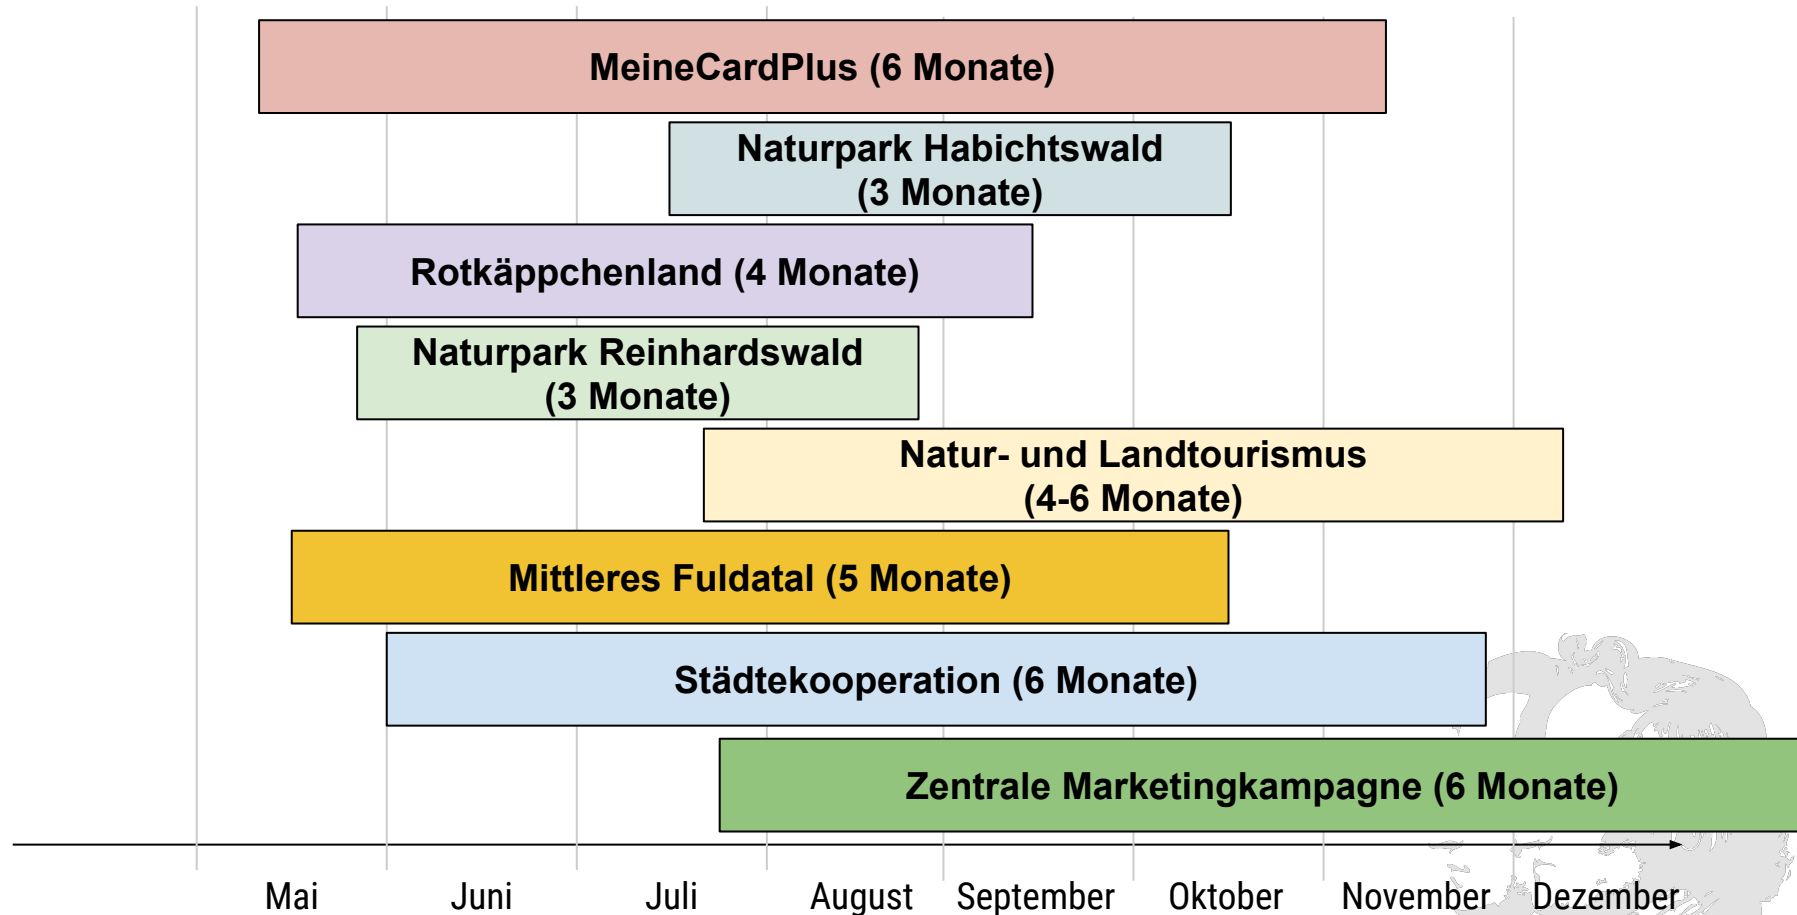 MeineCardPlus (6 Monate)
Naturpark Habichtswald
(3 Monate)
Rotkäppchenland (4 Monate)
Naturpark Reinhardswald
(3 Monate)
Natur- und Landtourismus
(4-6 Monate)
Mittleres Fuldatal (5 Monate)
Städtekooperation (6 Monate)
Zentrale Marketingkampagne (6 Monate)
Mai Juni Juli August September Oktober November Dezember